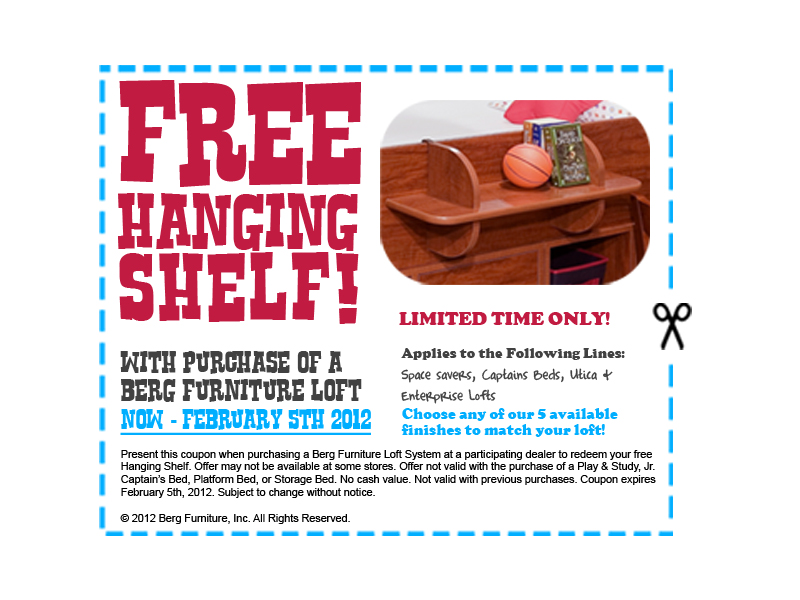 FREE
HANGING
SHELF!
WITH PURCHASE OF A
BERG FURNITURE LOFT
NOW - FEBRUARY 5TH 2012
LIMITED TIME ONLY!
Applies to the Following Lines:
Space savers, Captains Beds, Utica &
Enterprise Lofts
Choose any of our 5 available
finishes to match your loft!
Present this coupon when purchasing a Berg Furniture Loft System at a participating dealer to redeem your free
Hanging Shelf. Offer may not be available at some stores. Offer not valid with the purchase of a Play & Study, Jr.
Captain's Bed, Platform Bed, or Storage Bed. No cash value. Not valid with previous purchases. Coupon expires
February 5th, 2012. Subject to change without notice.
© 2012 Berg Furniture, Inc. All Rights Reserved.